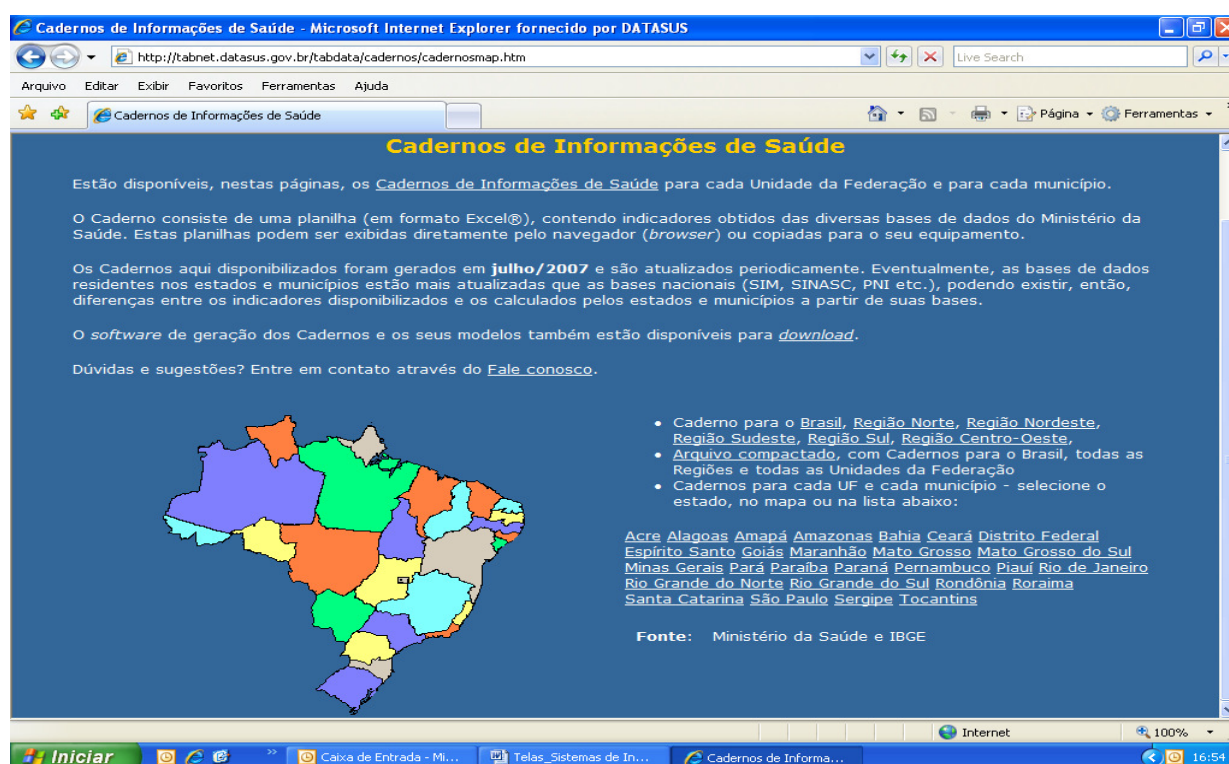 Cadernos de Informações de Saúde - Microsoft Internet Explorer fornecido por DATASUS
http://tabnet.datasus.gov.br/tabdata/cadernos/cadernosmap.htm
Live Search
Arquivo Editar Exibir Favoritos Ferramentas Ajuda
Cadernos de Informações de Saúde
Página Ferramentas
Cadernos de Informações de Saúde
Estão disponíveis, nestas páginas, os Cadernos de Informações de Saúde para cada Unidade da Federação e para cada município.
O Caderno consiste de uma planilha (em formato Excel®), contendo indicadores obtidos das diversas bases de dados do Ministério da
Saúde. Estas planilhas podem ser exibidas diretamente pelo navegador (browser) ou copiadas para o seu equipamento.
Os Cadernos aqui disponibilizados foram gerados em julho/2007 e são atualizados periodicamente. Eventualmente, as bases de dados
residentes nos estados e municípios estão mais atualizadas que as bases nacionais (SIM, SINASC, PNI etc.), podendo existir, então,
diferenças entre os indicadores disponibilizados e os calculados pelos estados e municípios a partir de suas bases.
O software de geração dos Cadernos e os seus modelos também estão disponíveis para download.
Dúvidas e sugestões? Entre em contato através do Fale conosco.
• Caderno para o Brasil, Região Norte, Região Nordeste,
Região Sudeste, Região Sul, Região Centro-Oeste,
• Arquivo compactado, com Cadernos para o Brasil, todas as
Regiões e todas as Unidades da Federação
• Cadernos para cada UF e cada município - selecione o
estado, no mapa ou na lista abaixo:
Acre Alagoas Amapá Amazonas Bahia Ceará Distrito Federal
Espírito Santo Goiás Maranhão Mato Grosso Mato Grosso do Sul
Minas Gerais Pará Paraíba Paraná Pernambuco Piauí Rio de Janeiro
Rio Grande do Norte Rio Grande do Sul Rondônia Roraima
Santa Catarina São Paulo Sergipe Tocantins
Fonte: Ministério da Saúde e IBGE
Internet 100%
Iniciar Caixa de Entrada - Mi... Telas_Sistemas de In... Cadernos de Informa... 16:54